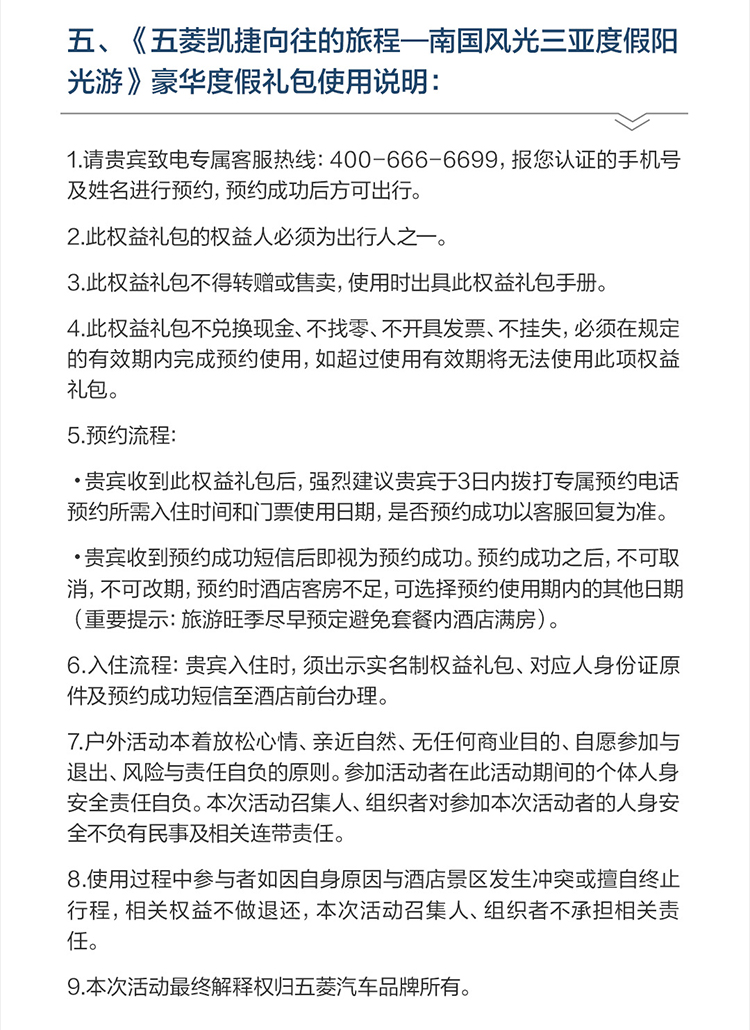 五、《五菱凯捷向往的旅程—南国风光三亚度假阳
光游》豪华度假礼包使用说明：
1.请贵宾致电专属客服热线：400-666-6699，报您认证的手机号
及姓名进行预约，预约成功后方可出行。
2.此权益礼包的权益人必须为出行人之一。
3.此权益礼包不得转赠或售卖，使用时出具此权益礼包手册。
4.此权益礼包不兑换现金、不找零、不开具发票、不挂失，必须在规定
的有效期内完成预约使用，如超过使用有效期将无法使用此项权益
礼包。
5.预约流程：
•贵宾收到此权益礼包后，强烈建议贵宾于3日内拨打专属预约电话
预约所需入住时间和门票使用日期，是否预约成功以客服回复为准。
•贵宾收到预约成功短信后即视为预约成功。预约成功之后，不可取
消，不可改期，预约时酒店客房不足，可选择预约使用期内的其他日期
（重要提示：旅游旺季尽早预定避免套餐内酒店满房）。
6.入住流程：贵宾入住时，须出示实名制权益礼包、对应人身份证原
件及预约成功短信至酒店前台办理。
7.户外活动本着放松心情、亲近自然、无任何商业目的、自愿参加与
退出、风险与责任自负的原则。参加活动者在此活动期间的个体人身
安全责任自负。本次活动召集人、组织者对参加本次活动者的人身安
全不负有民事及相关连带责任。
8.使用过程中参与者如因自身原因与酒店景区发生冲突或擅自终止
行程，相关权益不做退还，本次活动召集人、组织者不承担相关责
任。
9.本次活动最终解释权归五菱汽车品牌所有。